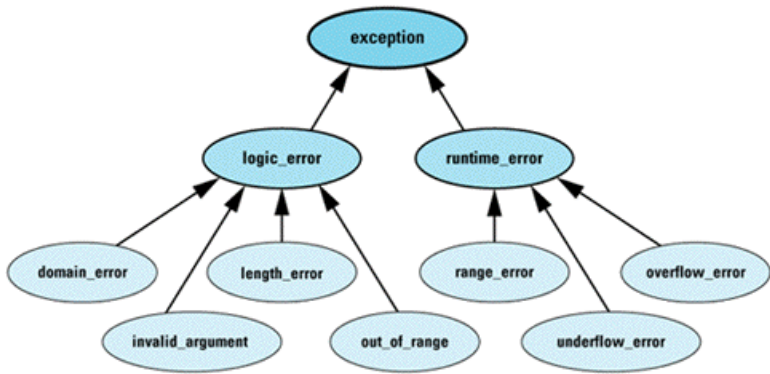 exception
logic_error
runtime_error
domain_error
length_error
range_error
overflow_error
invalid_argument
out_of_range
underflow_error